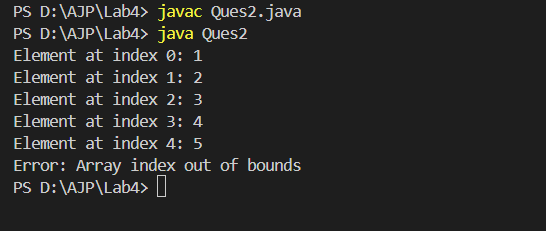 PS D:\AJP\Lab4> javac Ques2.java
PS D:\AJP\Lab4> java Ques2
Element at index 0: 1
Element at index 1: 2
Element at index 2: 3
Element at index 3: 4
Element at index 4: 5
Error: Array index out of bounds
PS D:\AJP\Lab4>